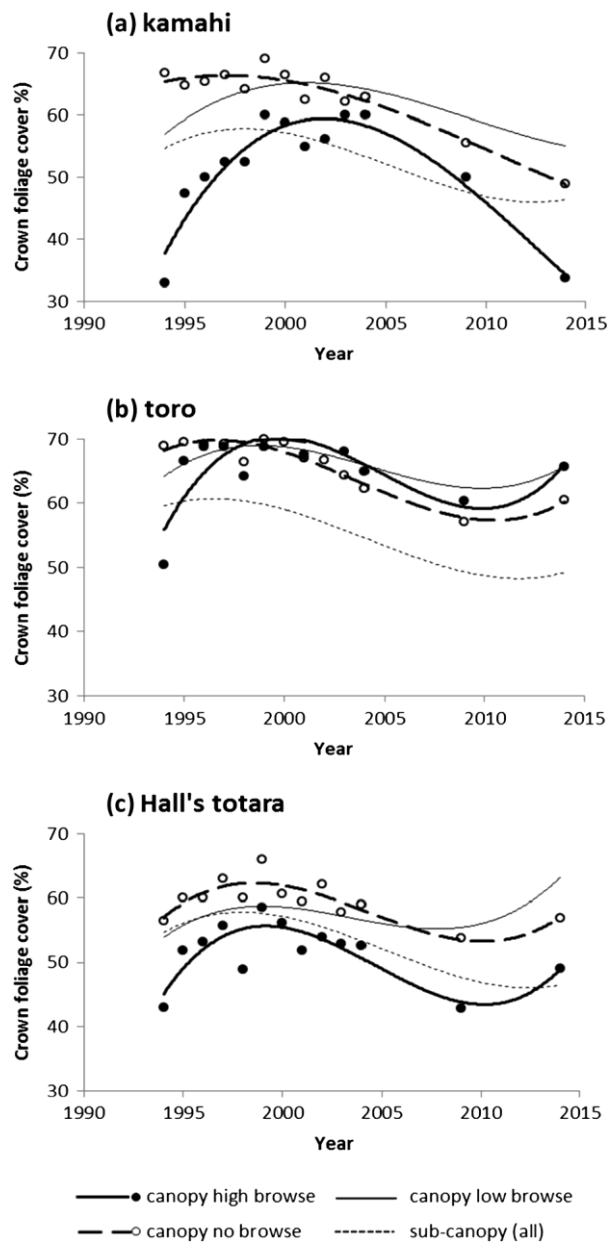 (a) kamahi
Crown foliage cover %)
70
60
50
40
30
1990 1995 2000 2005 2010 2015
Year
(b) toro
Crown foliage cover (%)
70
60
50
40
30
1990 1995 2000 2005 2010 2015
Year
(c) Hall's totara
Crown foliage cover (%)
70
60
50
40
30
1990 1995 2000 2005 2010 2015
Year
canopy high browse canopy low browse
canopy no browse sub-canopy (all)